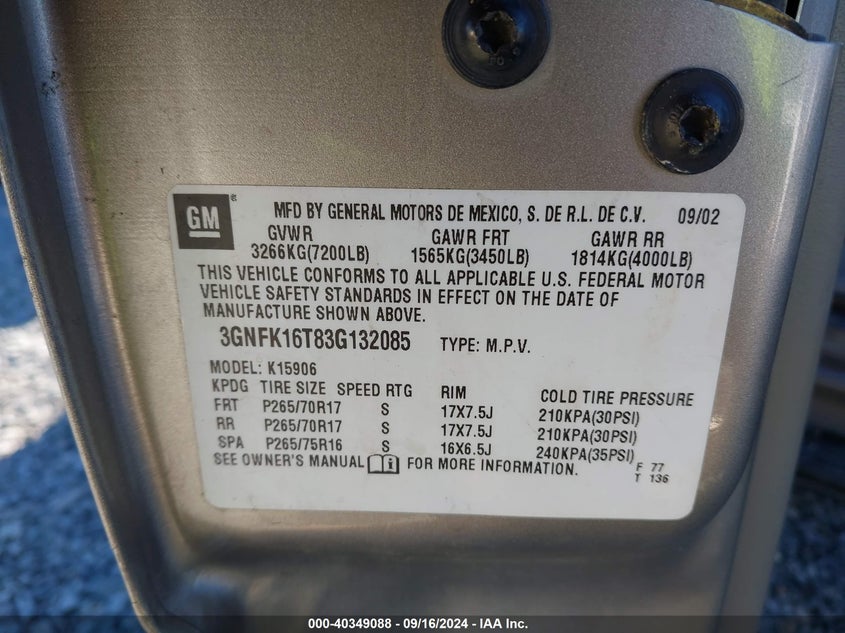 GM ® MFD BY GENERAL MOTORS DE MEXICO, S. DE R.L. DE C.V. 09/02
GVWR GAWR FRT GAWR RR
3266KG(7200LB) 1565KG(3450LB) 1814KG(4000LB)
THIS VEHICLE CONFORMS TO ALL APPLICABLE U.S. FEDERAL MOTOR
VEHICLE SAFETY STANDARDS IN EFFECT ON THE DATE OF
MANUFACTURE SHOWN ABOVE.
3GNFK16T83G132085 TYPE: M.P.V.
MODEL: K15906
KPDG TIRE SIZE SPEED RTG RIM COLD TIRE PRESSURE
FRT P265/70R17 S 17X7.5J 210KPA(30PSI)
RR P265/70R17 S 17X7.5J 210KPA(30PSI)
SPA P265/75R16 S 16X6.5J 240KPA(35PSI)
SEE OWNER'S MANUAL i FOR MORE INFORMATION. F 77
T 136
000-40349088 - 09/16/2024 - IAA Inc.